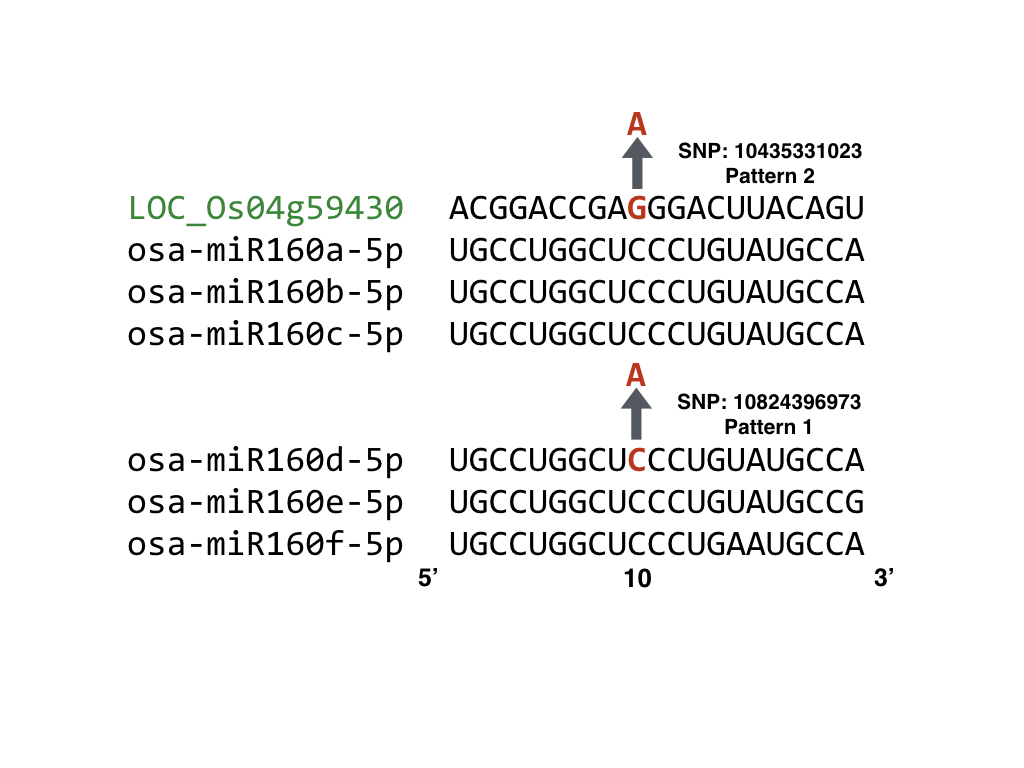 A
SNP: 10435331023
Pattern 2
LOC_Os04g59430 ACGGACCGAGGGACUUACAGU
osa-miR160a-5p UGCCUGGCUCCCUGUAUGCCA
osa-miR160b-5p UGCCUGGCUCCCUGUAUGCCA
osa-miR160c-5p UGCCUGGCUCCCUGUAUGCCA
A
SNP: 10824396973
Pattern 1
osa-miR160d-5p UGCCUGGCUCCCUGUAUGCCA
osa-miR160e-5p UGCCUGGCUCCCUGUAUGCCG
osa-miR160f-5p UGCCUGGCUCCCUGAAUGCCA
5’ 10 3’